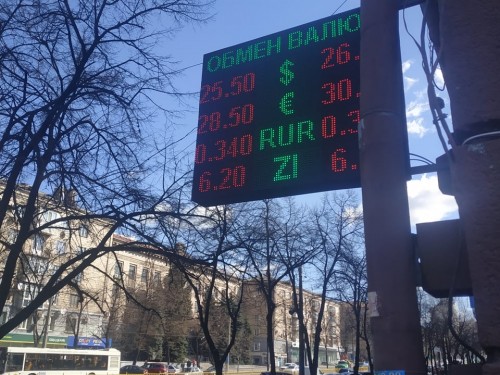 ОБМЕН ВАЛЮ
25.50 $ 26.
28.50 € 30.
0.340 RUR 0.3
6.20 ZI 6.